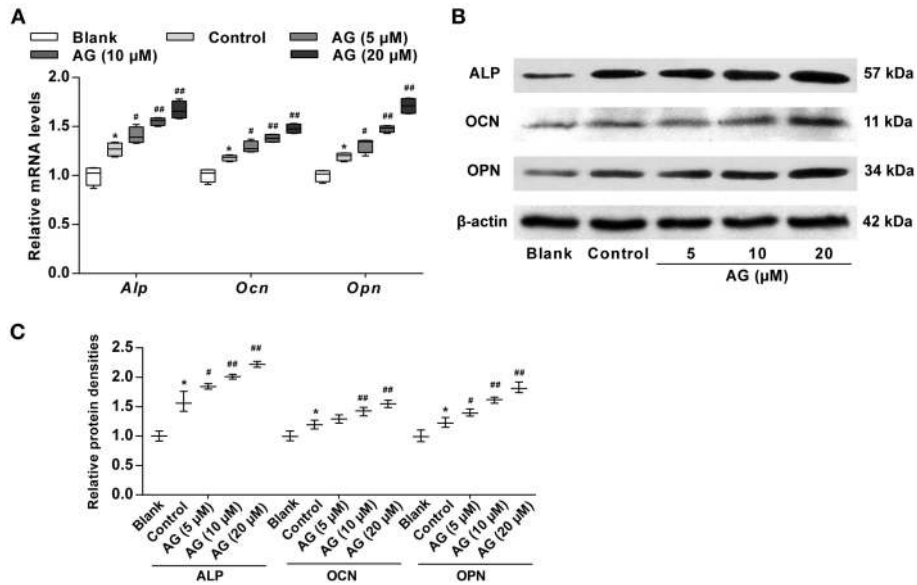 A
Blank
Control
AG (5 µM)
AG (10 µM)
AG (20 µM)
Relative mRNA levels
2.0
1.5
1.0
0.5
0.0
*
#
##
##
*
#
##
##
*
#
##
##
Alp
Ocn
Opn
B
ALP
57 kDa
OCN
11 kDa
OPN
34 kDa
β-actin
42 kDa
Blank Control 5 10 20
AG (µM)
C
Relative protein densities
2.5
2.0
1.5
1.0
0.5
0.0
*
#
##
##
*
##
##
*
#
##
##
Blank
Control
AG (5 µM)
AG (10 µM)
AG (20 µM)
Blank
Control
AG (5 µM)
AG (10 µM)
AG (20 µM)
Blank
Control
AG (5 µM)
AG (10 µM)
AG (20 µM)
ALP
OCN
OPN